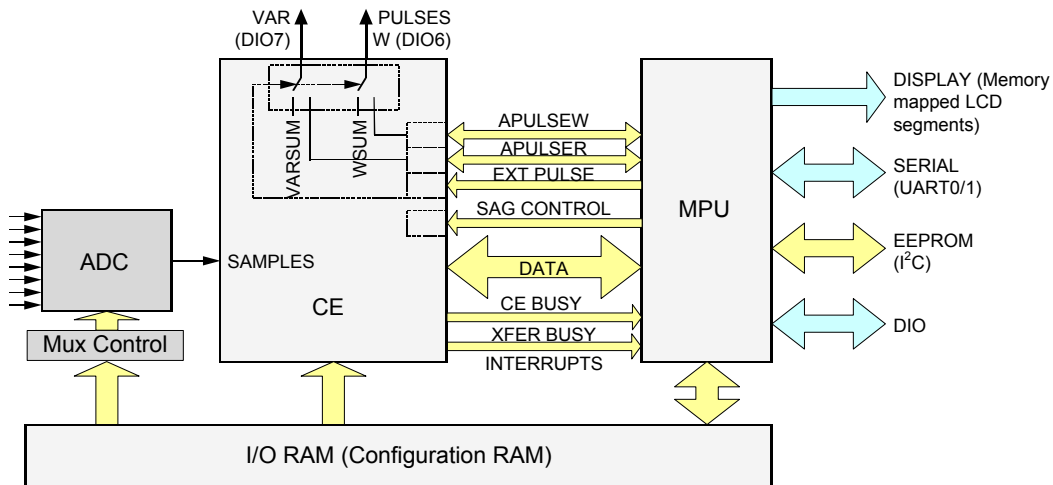 VAR
(DIO7)
PULSES
W (DIO6)
VARSUM
WSUM
APULSEW
APULSER
EXT PULSE
SAG CONTROL
DATA
CE BUSY
XFER BUSY
INTERRUPTS
SAMPLES
CE
ADC
Mux Control
MPU
DISPLAY (Memory
mapped LCD
segments)
SERIAL
(UART0/1)
EEPROM
(I²C)
DIO
I/O RAM (Configuration RAM)